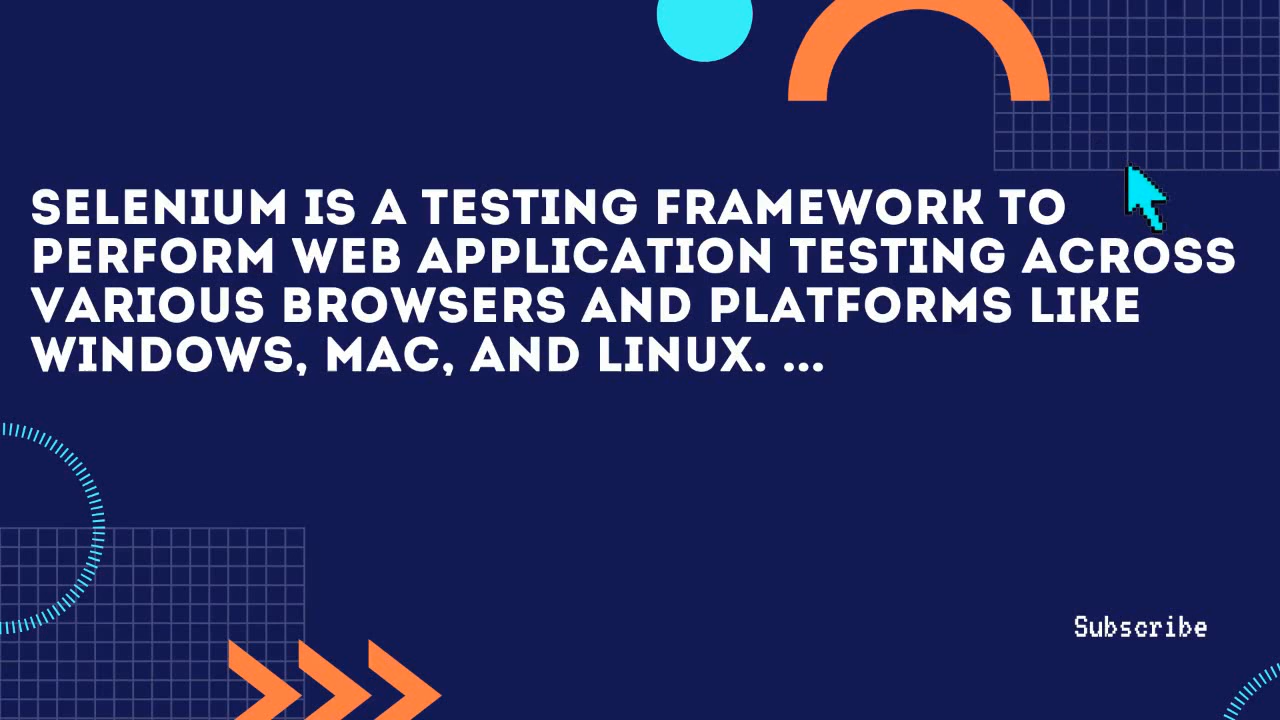 SELENIUM IS A TESTING FRAMEWORK TO
PERFORM WEB APPLICATION TESTING ACROSS
VARIOUS BROWSERS AND PLATFORMS LIKE
WINDOWS, MAC, AND LINUX. ...
Subscribe